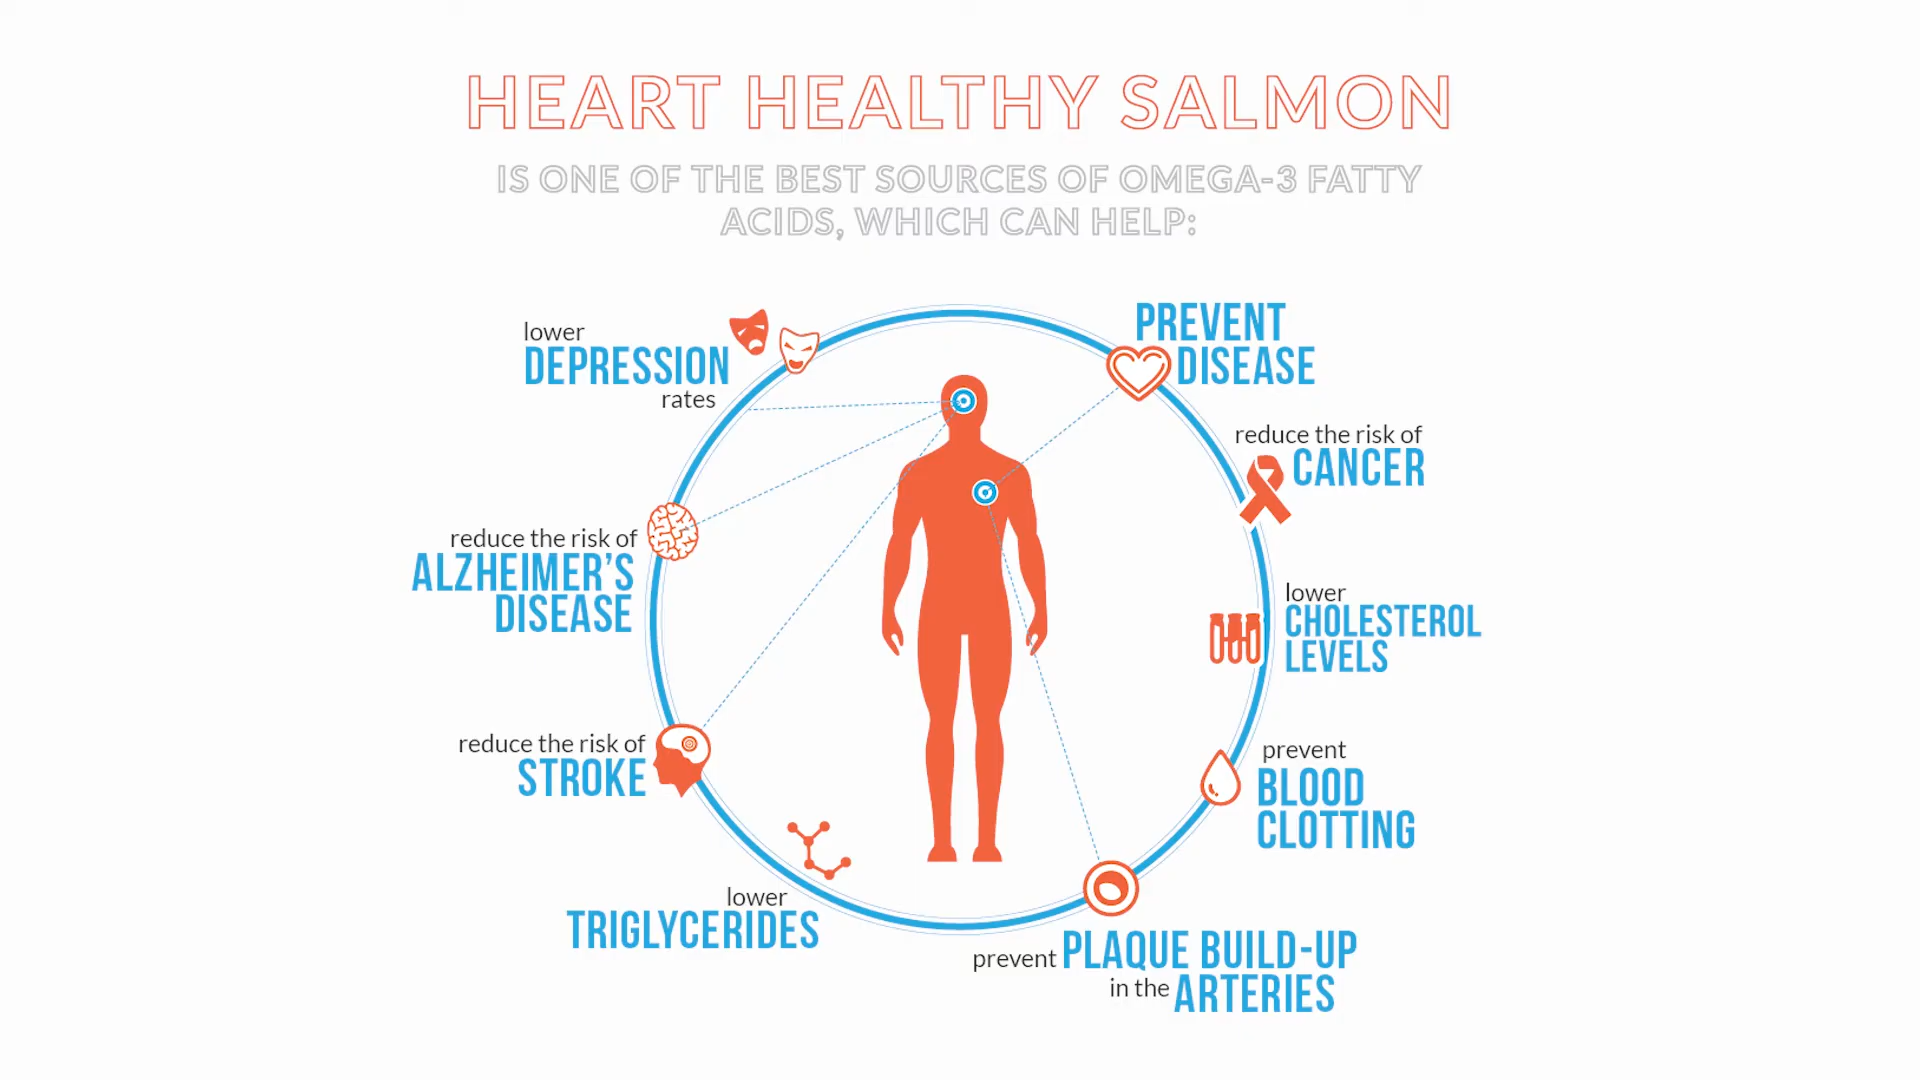 HEART HEALTHY SALMON
IS ONE OF THE BEST SOURCES OF OMEGA-3 FATTY
ACIDS, WHICH CAN HELP:
lower
DEPRESSION
rates
reduce the risk of
ALZHEIMER'S
DISEASE
reduce the risk of
STROKE
lower
TRIGLYCERIDES
PREVENT
DISEASE
reduce the risk of
CANCER
lower
CHOLESTEROL
LEVELS
prevent
BLOOD
CLOTTING
prevent PLAQUE BUILD-UP
in the ARTERIES